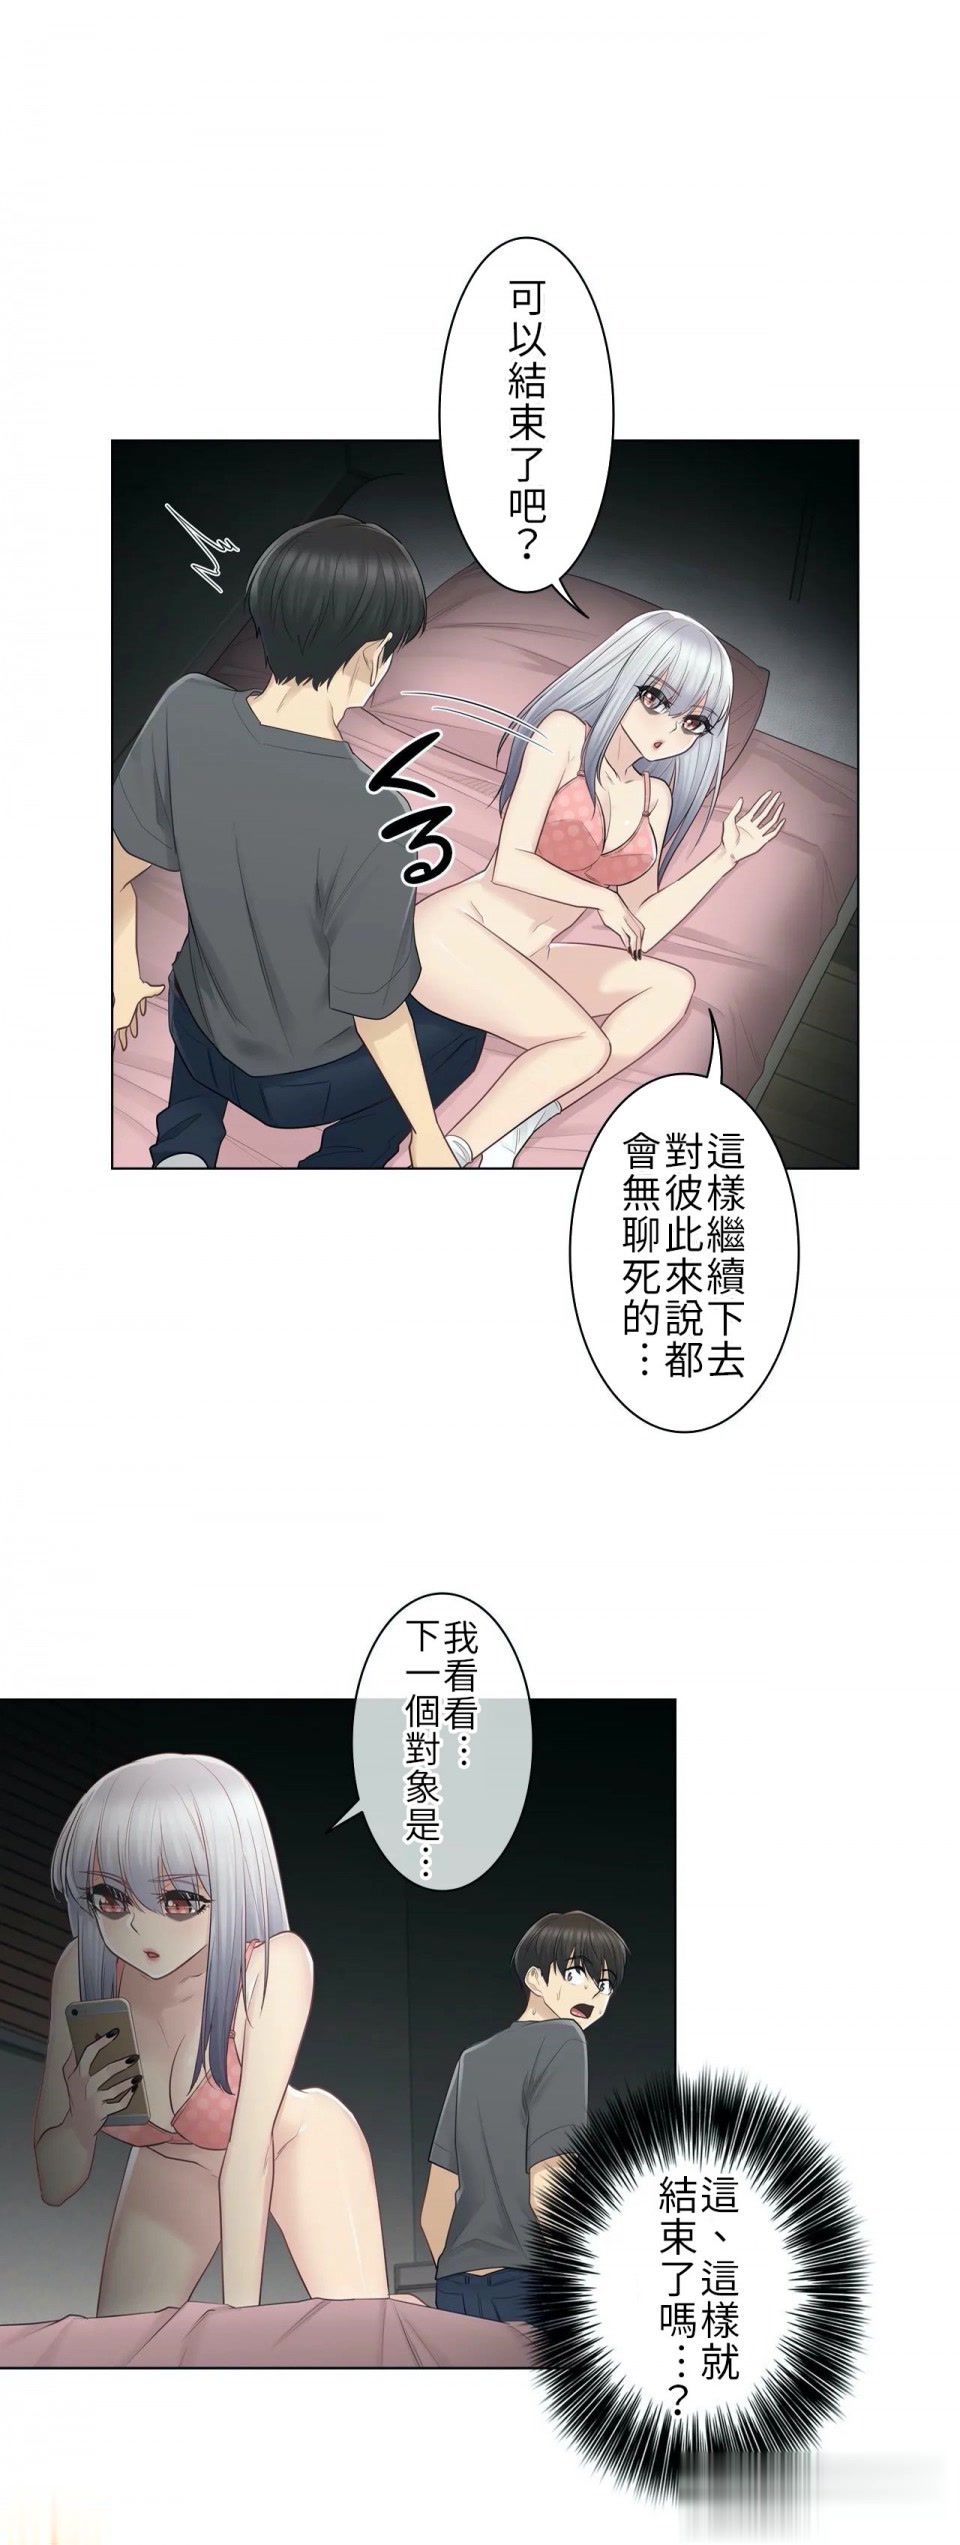 可以結束了吧？
くる
這樣繼續下去
對彼此來說都
會無聊死的…
我看看…
下一個對象是…
這、這樣就
結束了嗎…？